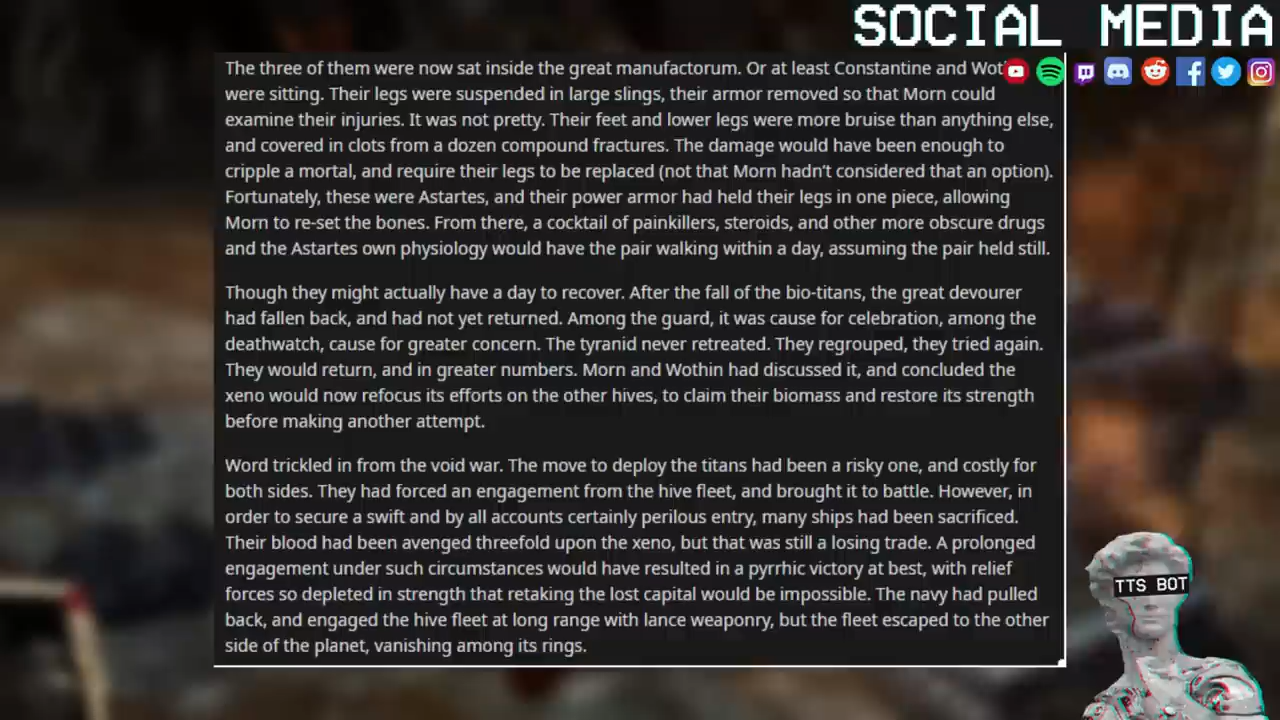 SOCIAL MEDIA
The three of them were now sat inside the great manufactorum. Or at least Constantine and
were sitting. Their legs were suspended in large slings, their armor removed so that Morn could
examine their injuries. It was not pretty. Their feet and lower legs were more bruise than anything else,
and covered in clots from a dozen compound fractures. The damage would have been enough to
cripple a mortal, and require their legs to be replaced (not that Morn hadn't considered that an option).
Fortunately, these were Astartes, and their power armor had held their legs in one piece, allowing
Morn to re-set the bones. From there, a cocktail of painkillers, steroids, and other more obscure drugs
and the Astartes own physiology would have the pair walking within a day, assuming the pair held still.
Though they might actually have a day to recover. After the fall of the bio-titans, the great devourer
had fallen back, and had not yet returned. Among the guard, it was cause for celebration, among the
deathwatch, cause for greater concern. The tyranid never retreated. They regrouped, they tried again.
They would return, and in greater numbers. Morn and Wothin had discussed it, and concluded the
xeno would now refocus its efforts on the other hives, to claim their biomass and restore its strength
before making another attempt.
Word trickled in from the void war. The move to deploy the titans had been a risky one, and costly for
both sides. They had forced an engagement from the hive fleet, and brought it to battle. However, in
order to secure a swift and by all accounts certainly perilous entry, many ships had been sacrificed.
Their blood had been avenged threefold upon the xeno, but that was still a losing trade. A prolonged
engagement under such circumstances would have resulted in a pyrrhic victory at best, with relief
forces so depleted in strength that retaking the lost capital would be impossible. The navy had pulled
back, and engaged the hive fleet at long range with lance weaponry, but the fleet escaped to the other
side of the planet, vanishing among its rings.
TTS BOT